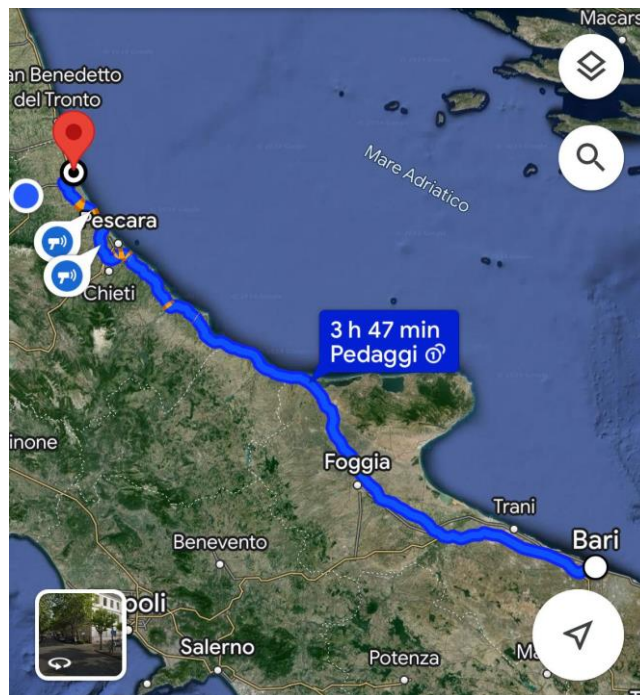 Macars
an Benedetto
del Tronto
Mare Adriatico
Pescara
Chieti
3 h 47 min
Pedaggi
inone
Foggia
Trani
Bari
Benevento
poli
Salerno
Potenza
Ma